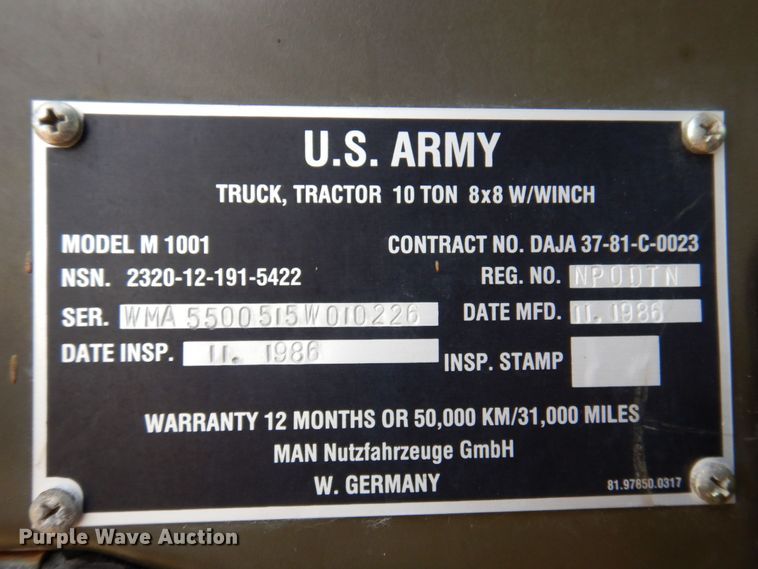 U.S. ARMY
TRUCK, TRACTOR 10 TON 8x8 W/WINCH
MODEL M 1001 CONTRACT NO. DAJA 37-81-C-0023
NSN. 2320-12-191-5422 REG. NO. NP0DTN
SER. WMA 5500515W010226 DATE MFD. 11. 1986
DATE INSP. 11. 1986 INSP. STAMP
WARRANTY 12 MONTHS OR 50,000 KM/31,000 MILES
MAN Nutzfahrzeuge GmbH
W. GERMANY 81.97850.0317
Purple Wave Auction